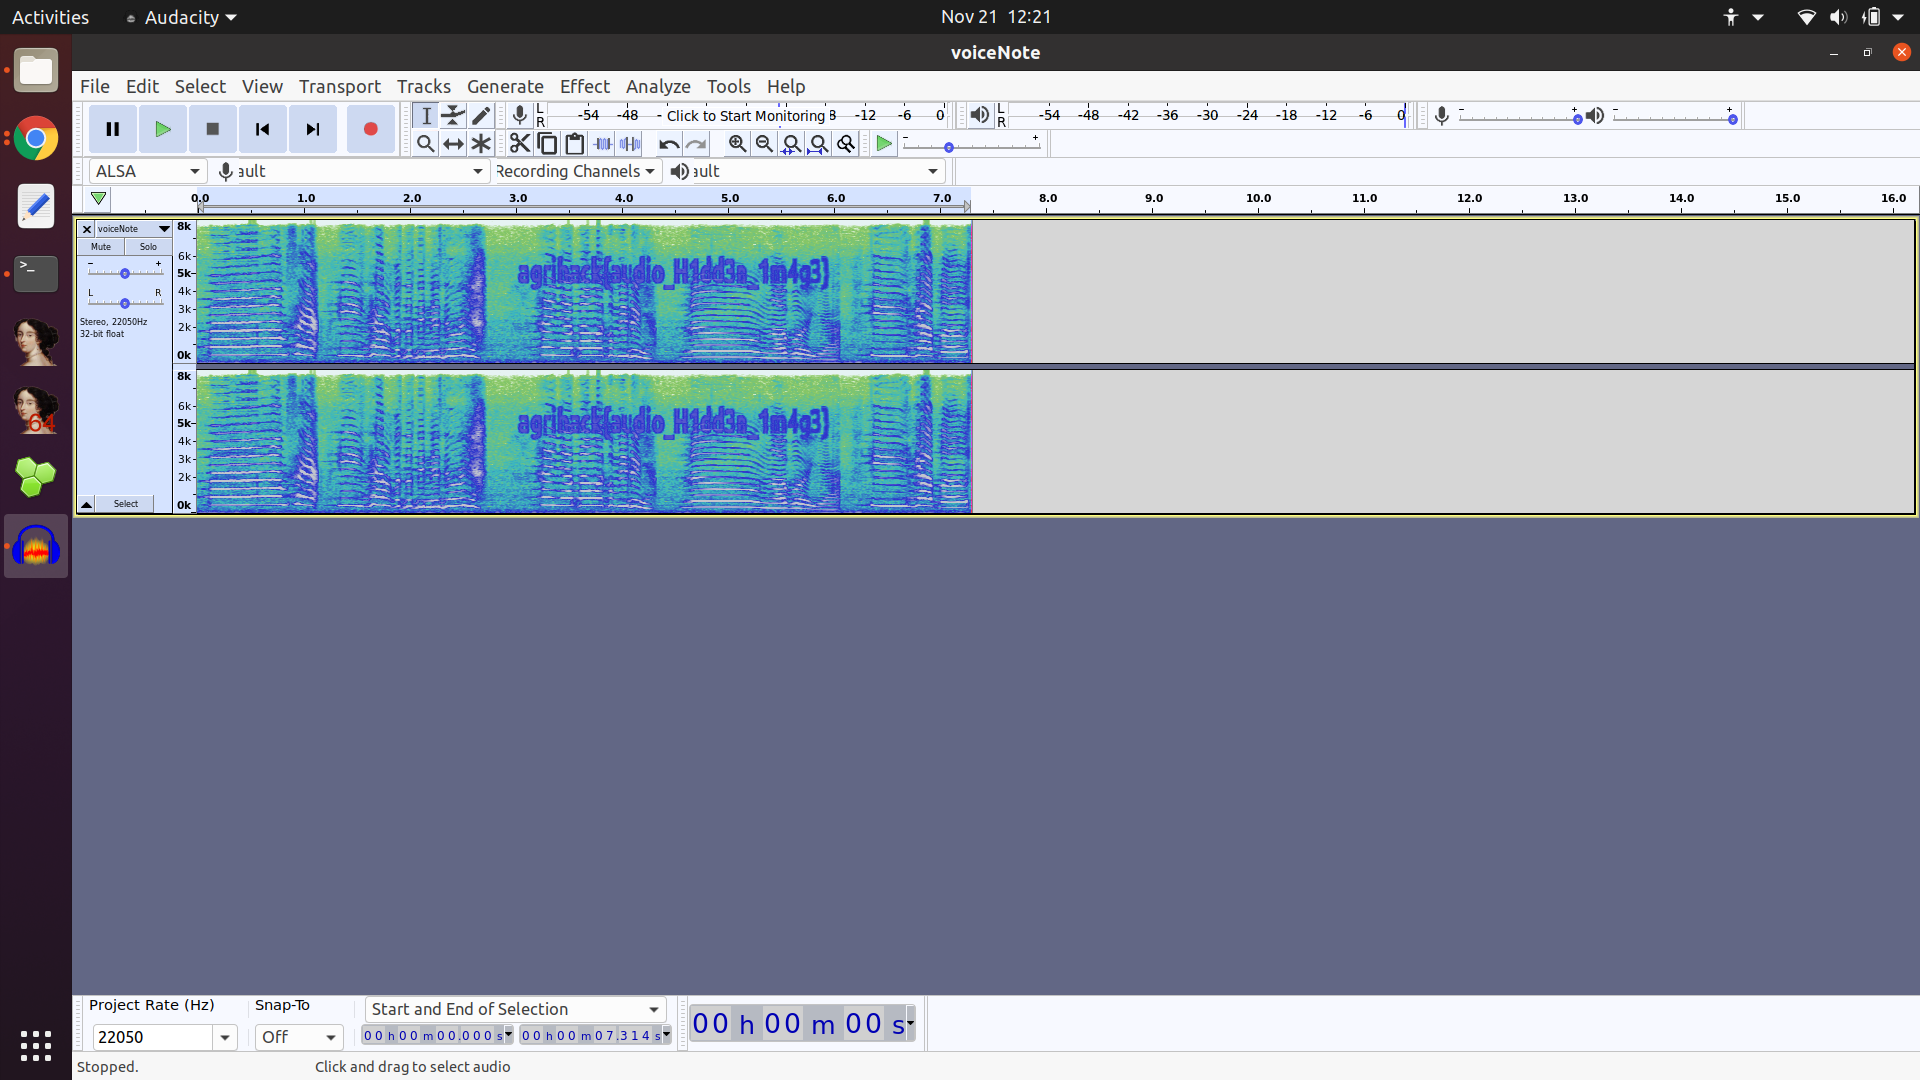 Activities Audacity Nov 21 12:21
voiceNote
File Edit Select View Transport Tracks Generate Effect Analyze Tools Help
L R -54 -48 - Click to Start Monitoring 8 -12 -6 0 L R -54 -48 -42 -36 -30 -24 -18 -12 -6 0 - + - +
- +
ALSA ault Recording Channels ault
0.0 1.0 2.0 3.0 4.0 5.0 6.0 7.0 8.0 9.0 10.0 11.0 12.0 13.0 14.0 15.0 16.0
voiceNote 8k
Mute Solo
- + 6k
5k agrihack{audio_H1dd3n_1m4g3}
L R 4k
3k
Stereo, 22050Hz
32-bit float 2k
0k
8k
6k
5k agrihack{audio_H1dd3n_1m4g3}
4k
64
3k
2k
Select 0k
Project Rate (Hz) Snap-To Start and End of Selection
22050 Off 00 h 00 m 00.000 s 00 h 00 m 07.314 s 00 h 00 m 00 s
Stopped. Click and drag to select audio